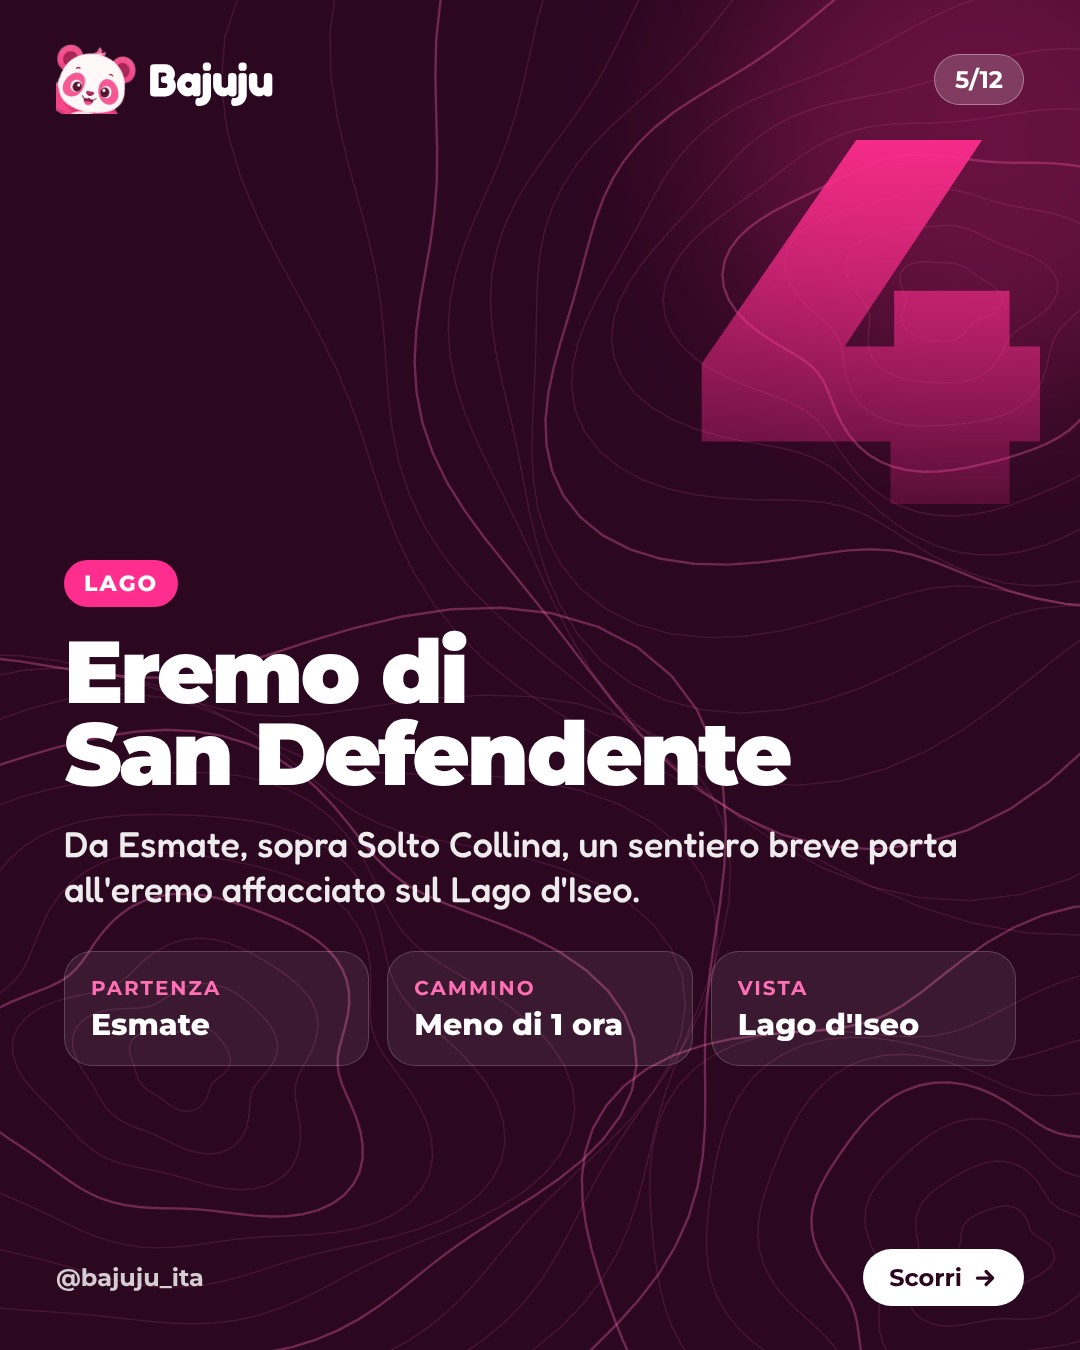 Bajuju
5/12
4
LAGO
Eremo di
San Defendente
Da Esmate, sopra Solto Collina, un sentiero breve porta
all'eremo affacciato sul Lago d'Iseo.
PARTENZA
Esmate
CAMMINO
Meno di 1 ora
VISTA
Lago d'Iseo
@bajuju_ita
Scorri →